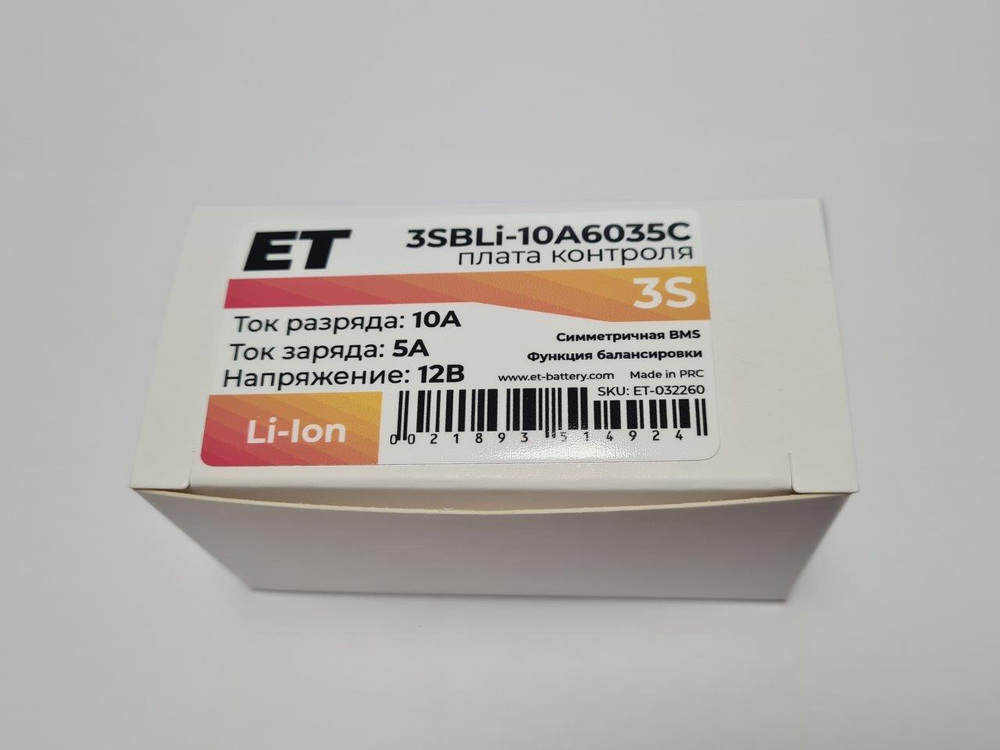 ET
3SBLi-10A6035C
плата контроля
3S
Ток разряда: 10А
Ток заряда: 5А
Напряжение: 12В
Симметричная BMS
Функция балансировки
www.et-battery.com Made in PRC
SKU: ET-032260
Li-Ion
0021893514924